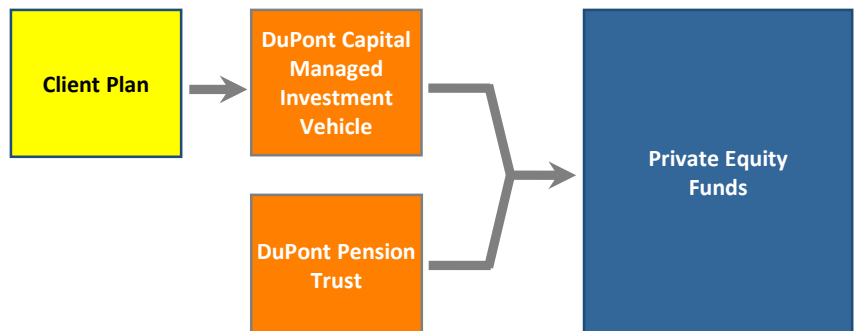 Client Plan
DuPont Capital
Managed
Investment
Vehicle
DuPont Pension
Trust
Private Equity
Funds